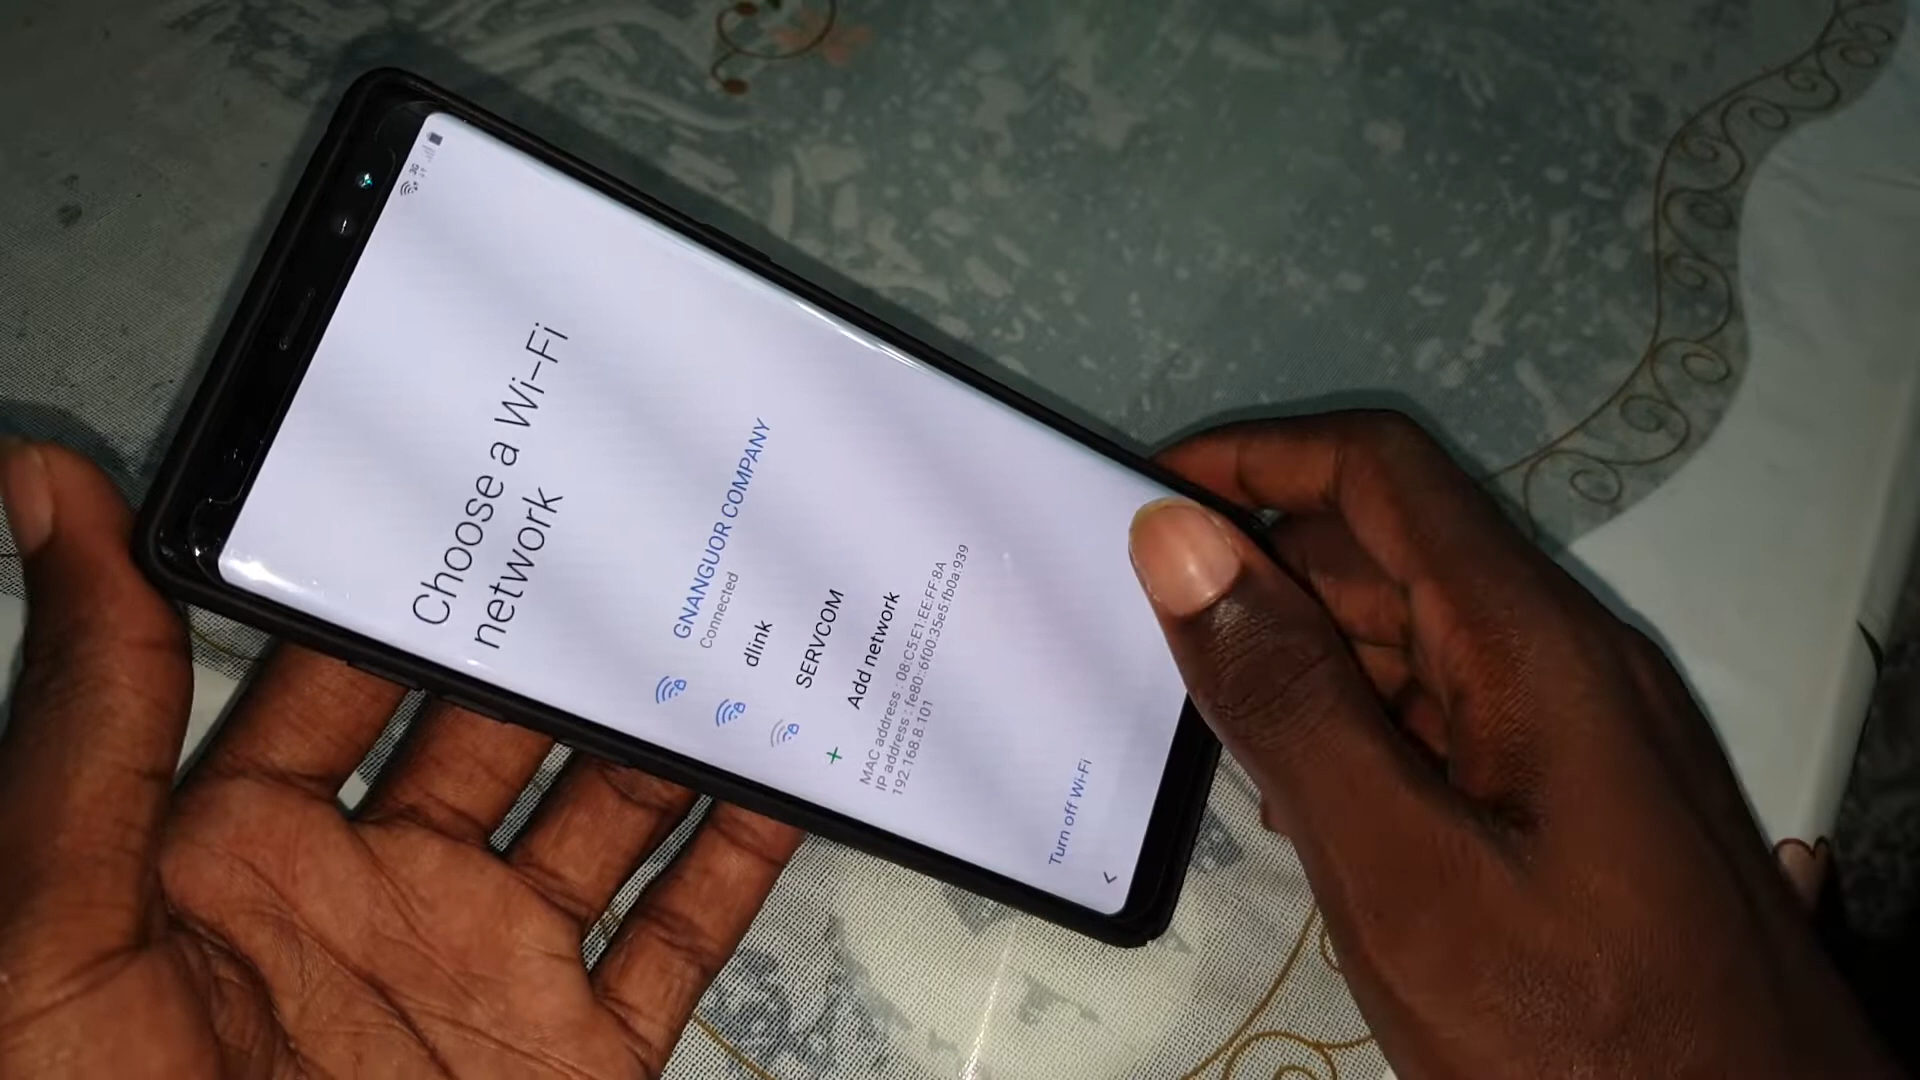 3G
Choose a Wi-Fi
network
GNANGUOR COMPANY
Connected
dlink
SERVCOM
Add network
MAC address : 08:C5:E1:EE:FF:8A
IP address : fe80::6f00:35e5:fb0a:939
192.168.8.101
Turn off Wi-Fi